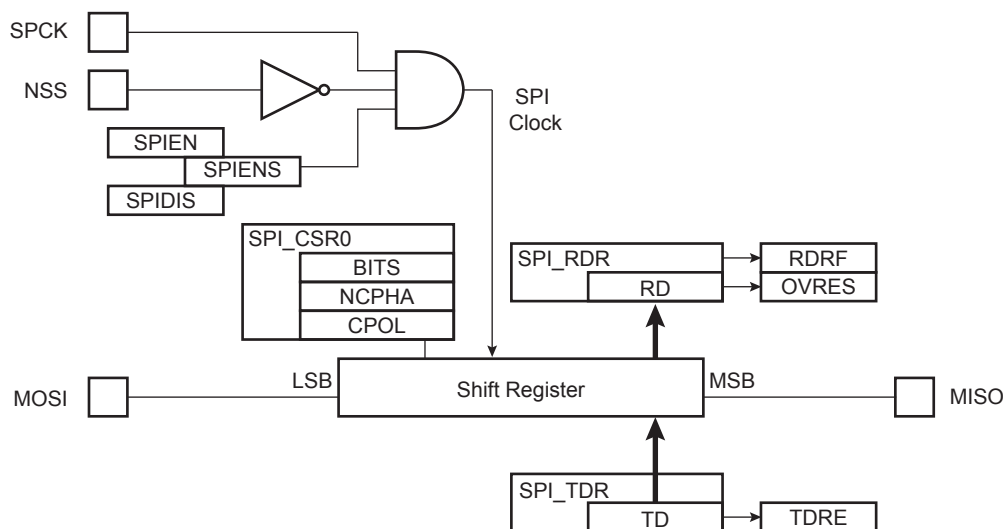 SPCK
NSS
SPI
Clock
SPIEN
SPIENS
SPIDIS
SPI_CSR0
BITS
NCPHA
CPOL
SPI_RDR
RD
RDRF
OVRES
MOSI
LSB
Shift Register
MSB
MISO
SPI_TDR
TD
TDRE